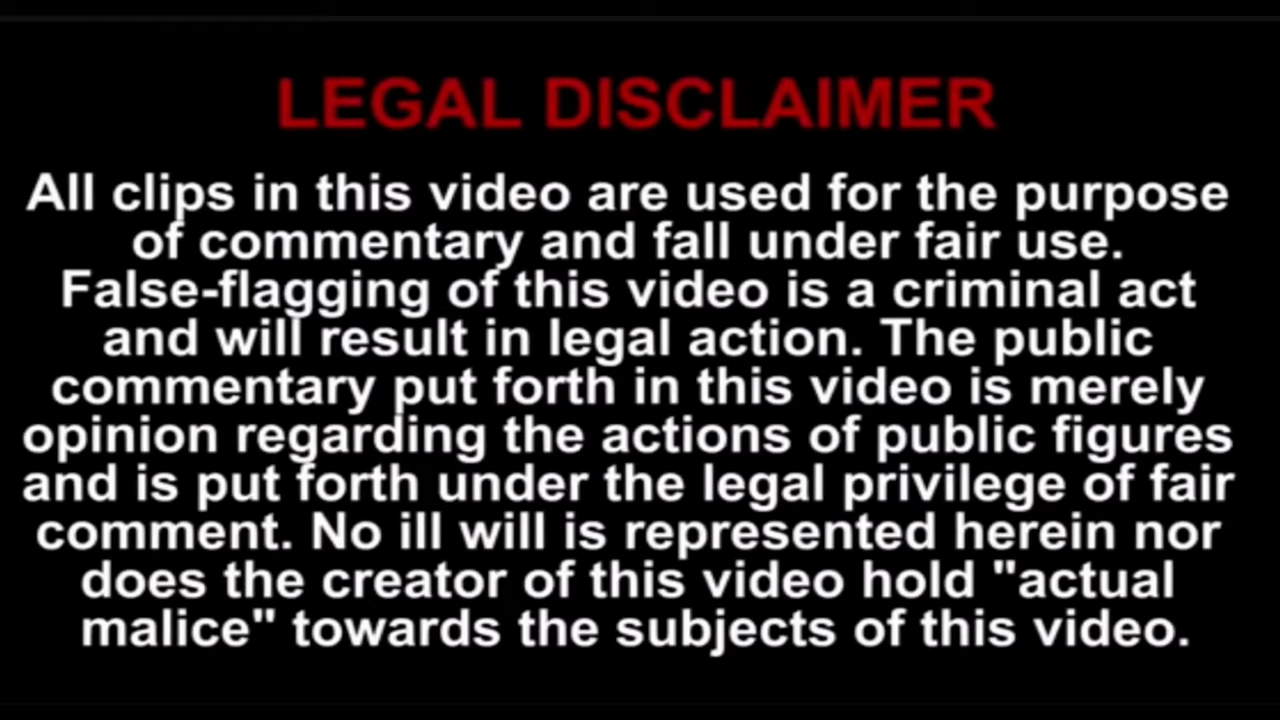 LEGAL DISCLAIMER
All clips in this video are used for the purpose
of commentary and fall under fair use.
False-flagging of this video is a criminal act
and will result in legal action. The public
commentary put forth in this video is merely
opinion regarding the actions of public figures
and is put forth under the legal privilege of fair
comment. No ill will is represented herein nor
does the creator of this video hold "actual
malice" towards the subjects of this video.